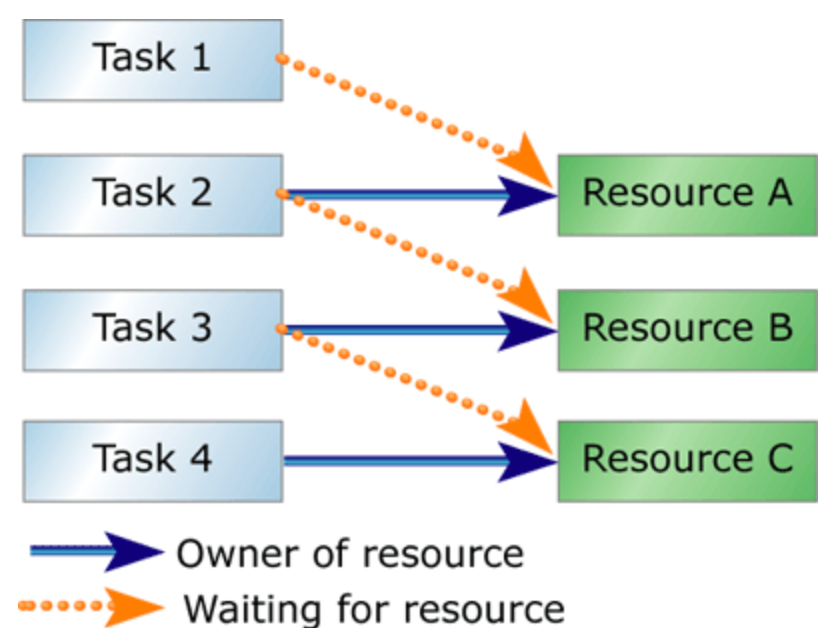 Task 1
Task 2
Resource A
Task 3
Resource B
Task 4
Resource C
Owner of resource
Waiting for resource